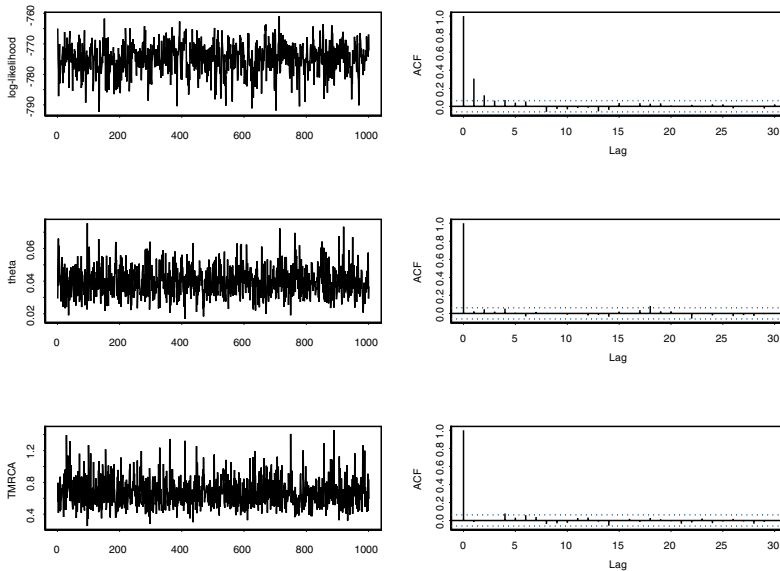 log-likelihood
-790 -780 -770 -760
0 200 400 600 800 1000
ACF
0.0 0.2 0.4 0.6 0.8 1.0
0 5 10 15 20 25 30
Lag
theta
0.02 0.04 0.06
0 200 400 600 800 1000
ACF
0.0 0.2 0.4 0.6 0.8 1.0
0 5 10 15 20 25 30
Lag
TMRCA
0.4 0.8 1.2
0 200 400 600 800 1000
ACF
0.0 0.2 0.4 0.6 0.8 1.0
0 5 10 15 20 25 30
Lag